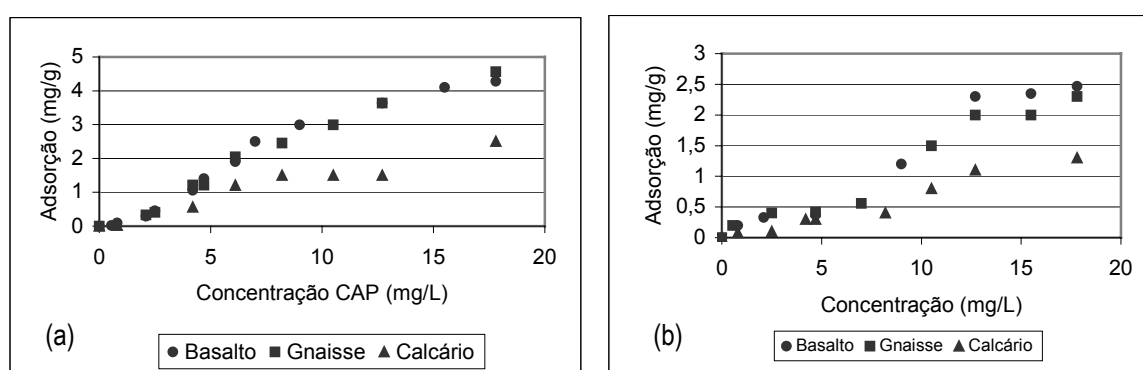 Adsorção (mg/g)
5
4
3
2
1
0
0 5 10 15 20
Concentração CAP (mg/L)
(a)
Basalto Gnaisse Calcário
Adsorção (mg/g)
3
2,5
2
1,5
1
0,5
0
0 5 10 15 20
Concentração (mg/L)
(b)
Basalto Gnaisse Calcário